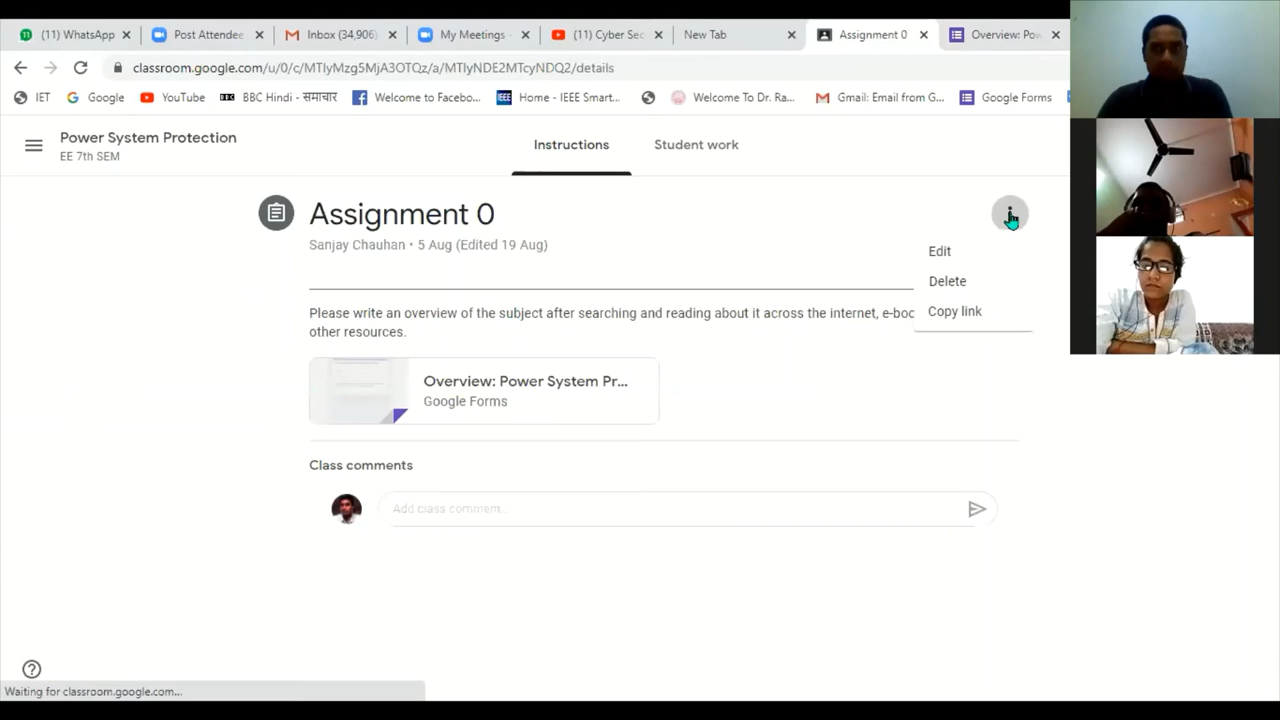 (11) WhatsApp
Post Attendee
Inbox (34,906)
My Meetings -
(11) Cyber Sec
New Tab
Assignment 0
Overview: Pow
classroom.google.com/u/0/c/MTIyMzg5MjA3OTQz/a/MTIyNDE2MTcyNDQ2/details
IET
Google
YouTube
BBC BBC Hindi - समाचार
Welcome to Facebo...
Home - IEEE Smart...
Welcome To Dr. Ra...
Gmail: Email from G...
Google Forms
Power System Protection
EE 7th SEM
Instructions
Student work
Assignment 0
Sanjay Chauhan • 5 Aug (Edited 19 Aug)
Edit
Delete
Copy link
Please write an overview of the subject after searching and reading about it across the internet, e-boo
other resources.
Overview: Power System Pr...
Google Forms
Class comments
Add class comment...
Waiting for classroom.google.com...